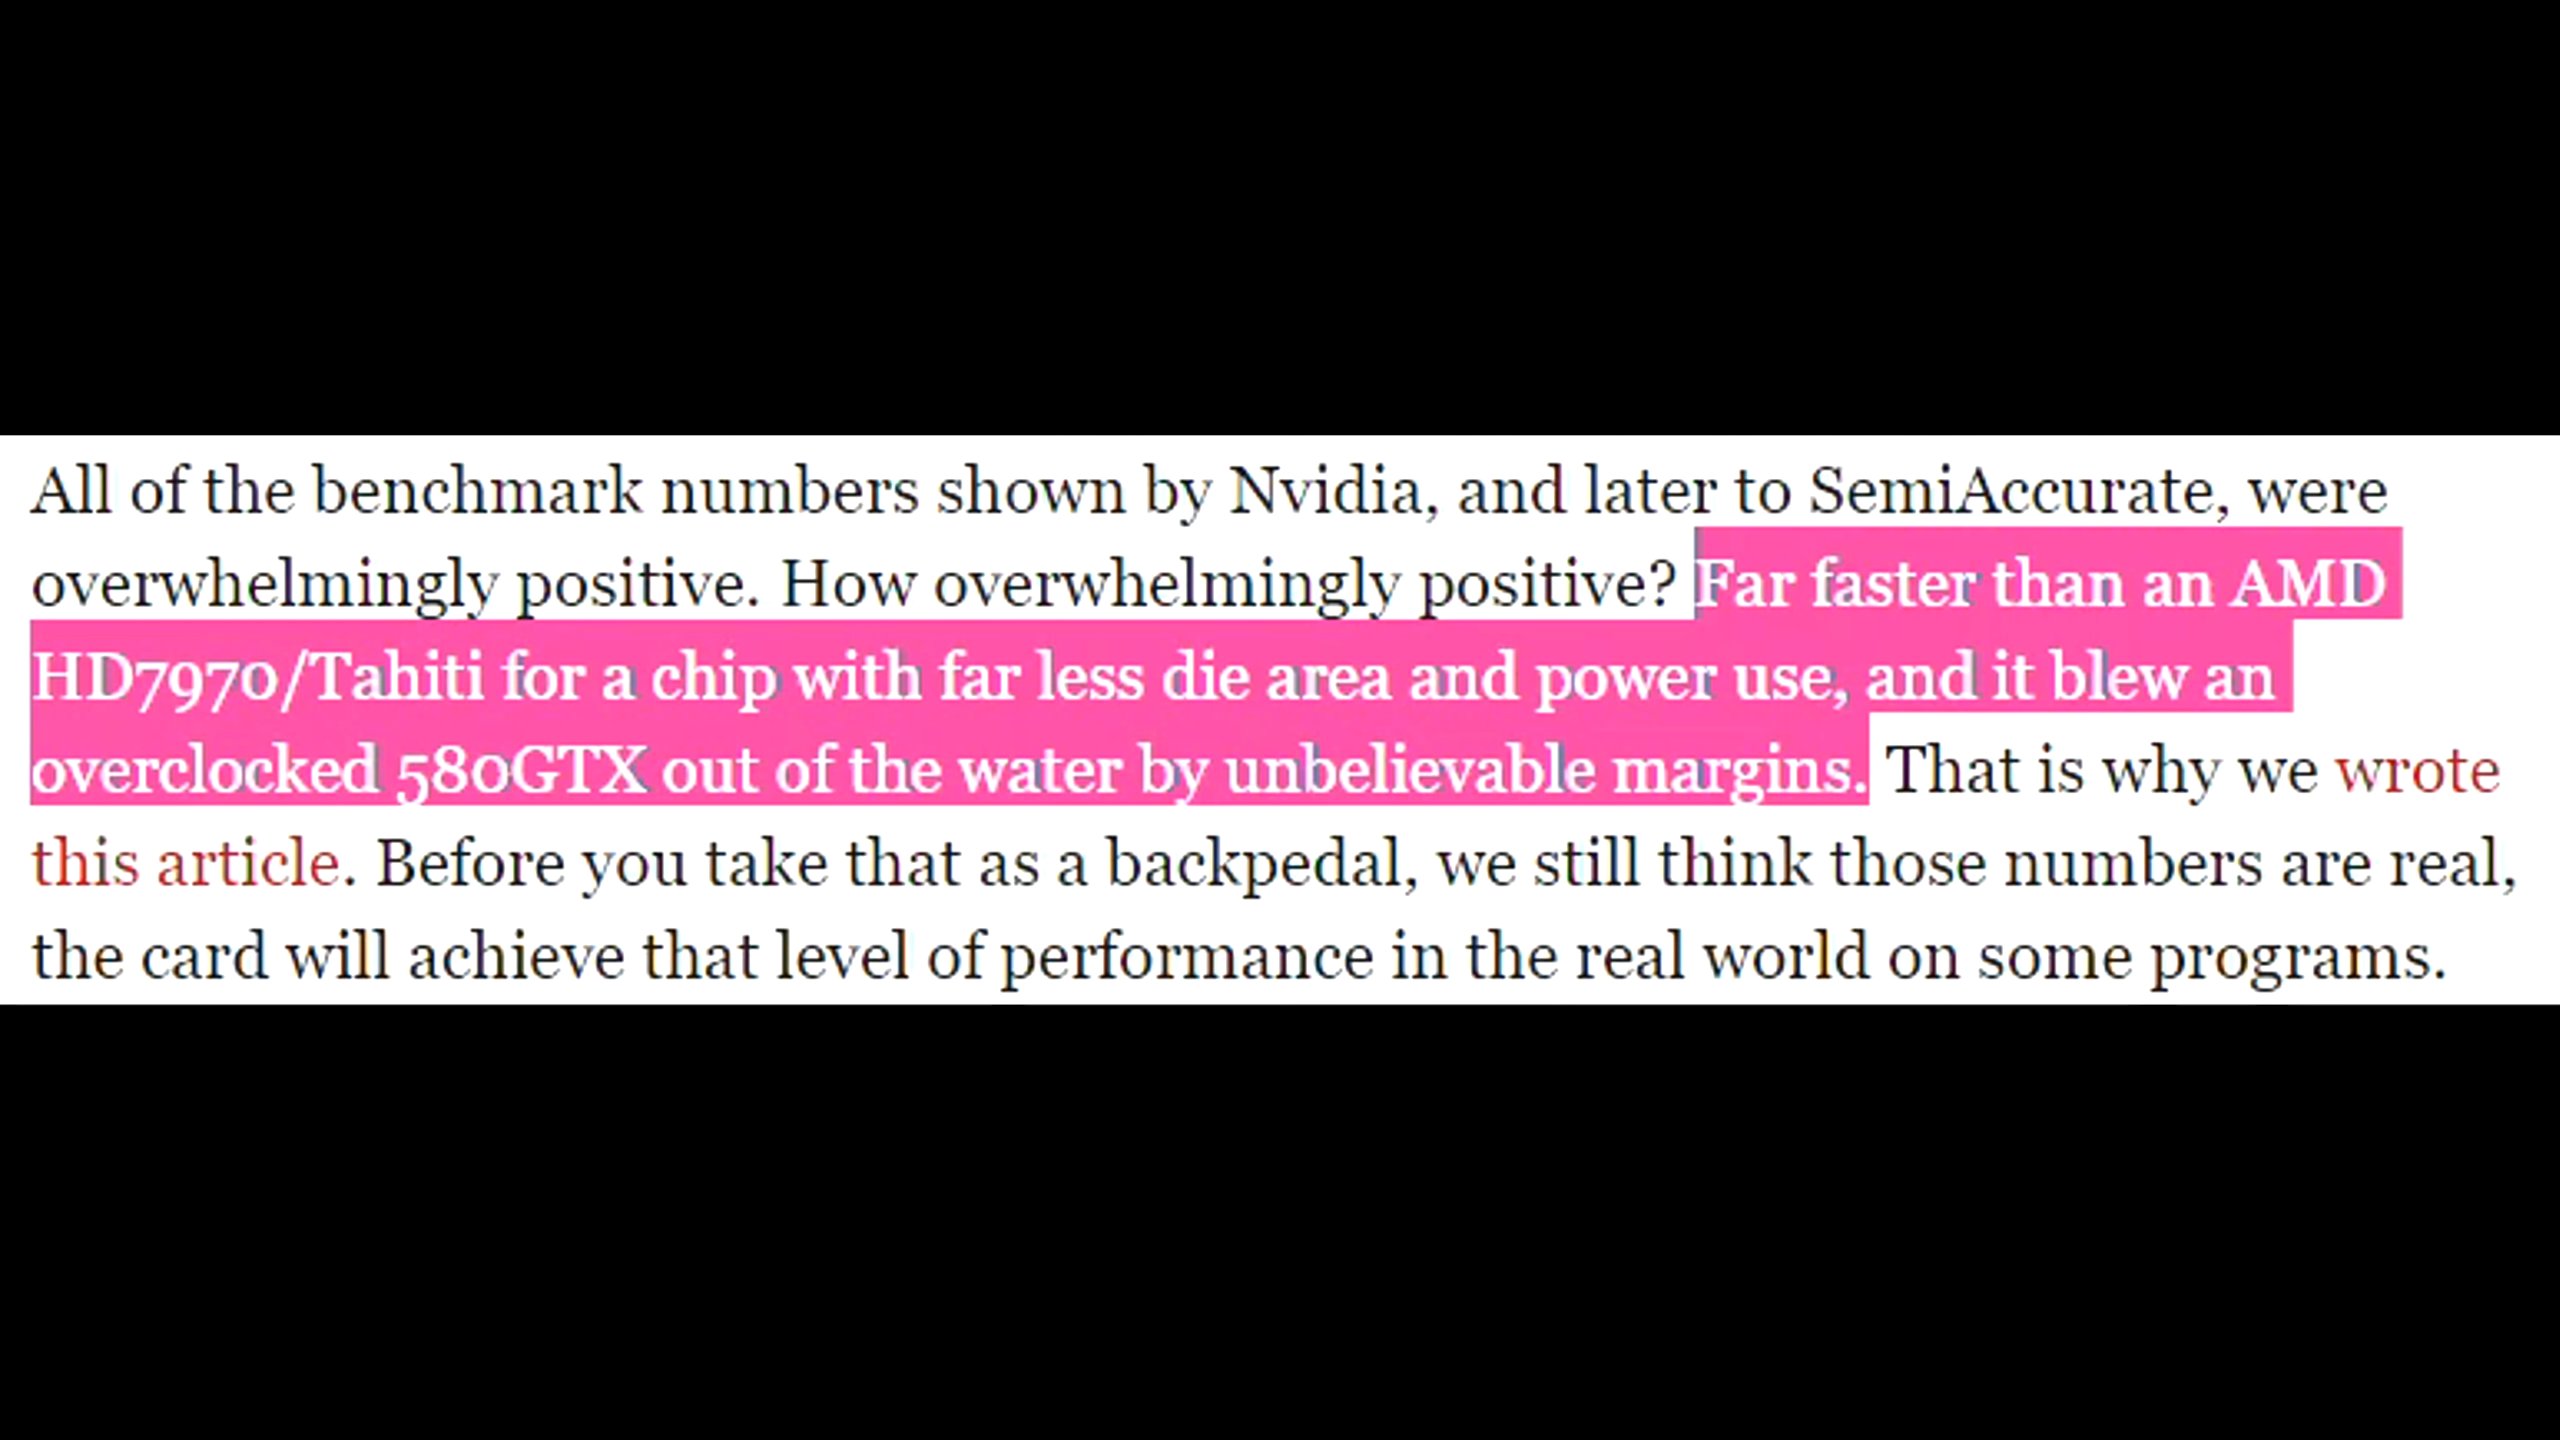 All of the benchmark numbers shown by Nvidia, and later to SemiAccurate, were
overwhelmingly positive. How overwhelmingly positive? Far faster than an AMD
HD7970/Tahiti for a chip with far less die area and power use, and it blew an
overclocked 580GTX out of the water by unbelievable margins. That is why we wrote
this article. Before you take that as a backpedal, we still think those numbers are real,
the card will achieve that level of performance in the real world on some programs.